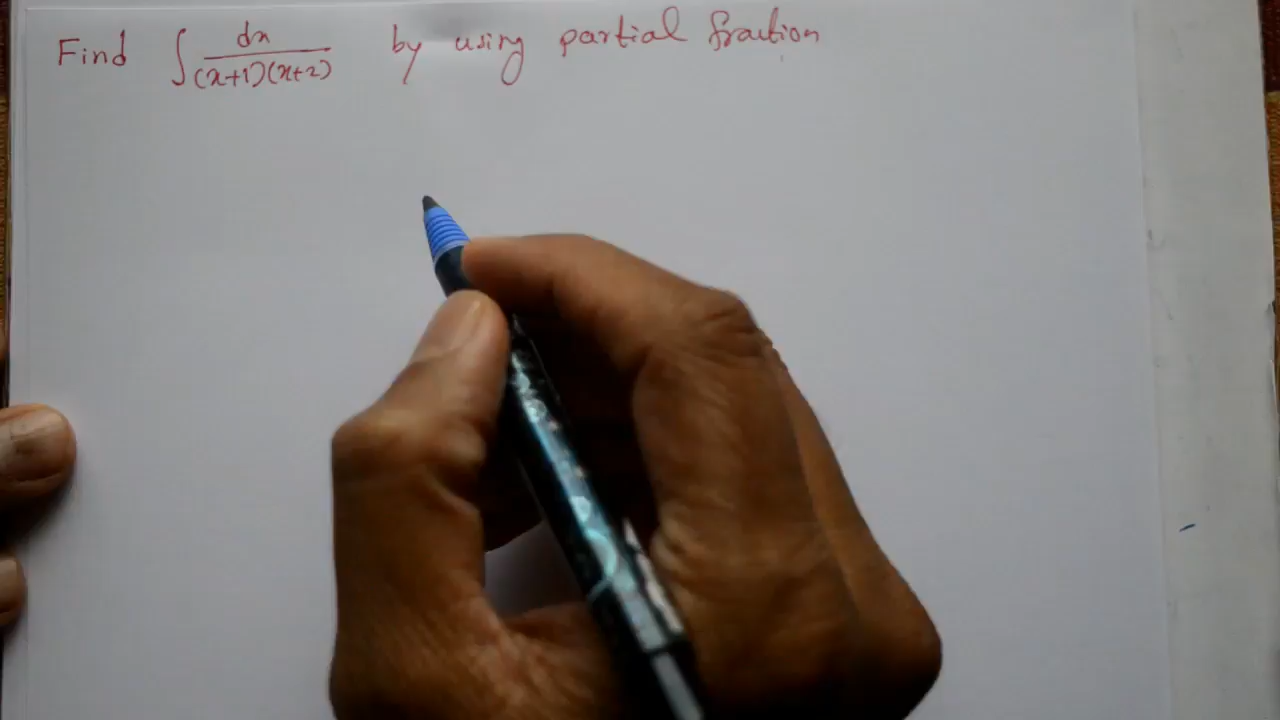 Find ∫ dx/((x+1)(x+2)) by using partial fraction